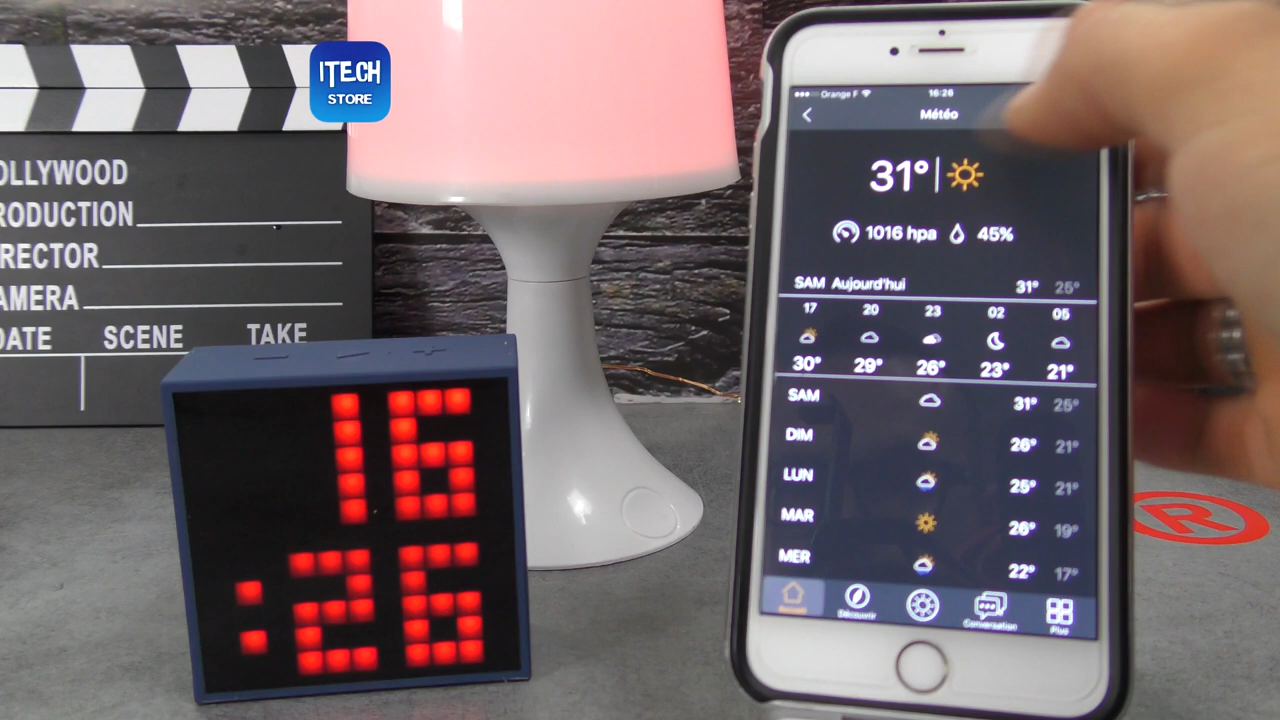 ITECH
STORE
OLLYWOOD
RODUCTION
RECTOR
AMERA
DATE SCENE TAKE
16
:26
Orange F 16:26
Météo
31°
1016 hpa 45%
SAM Aujourd'hui 31° 25°
17 20 23 02 05
30° 29° 26° 23° 21°
SAM 31° 25°
DIM 26° 21°
LUN 25° 21°
MAR 26° 19°
MER 22° 17°
Découvrir Conversation Plus
R